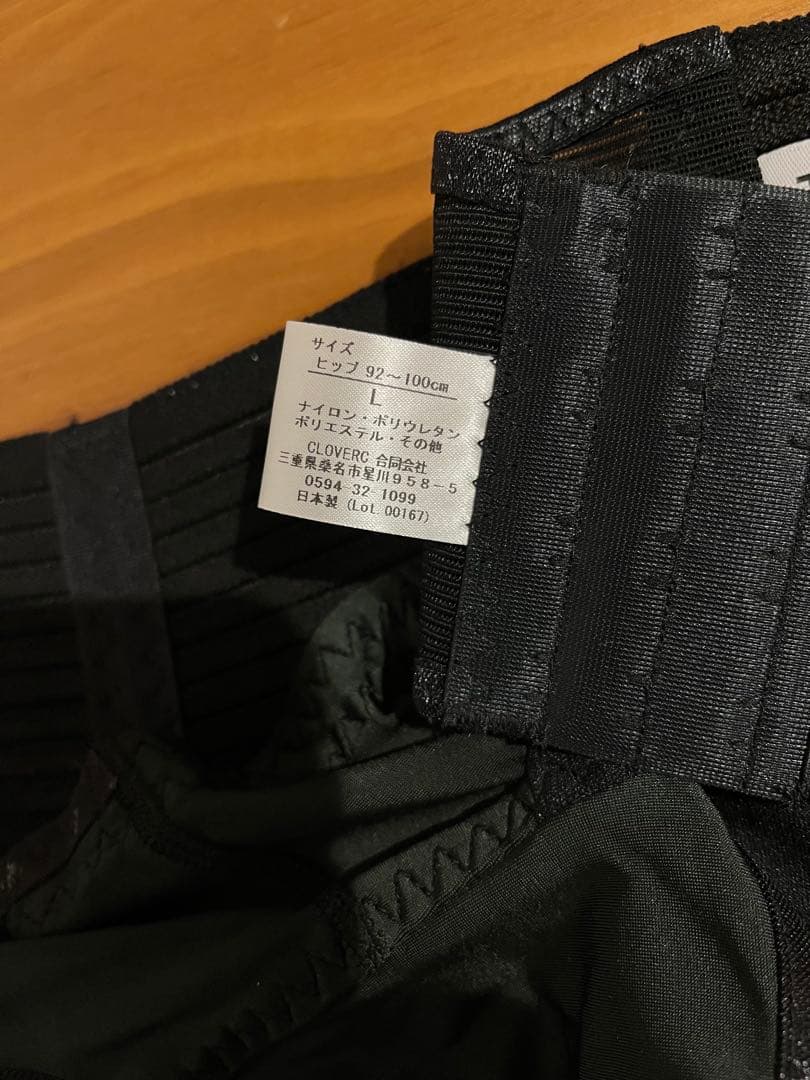 サイズ
ヒップ 92～100cm
L
ナイロン・ポリウレタン
ポリエステル・その他
CLOVERC 合同会社
三重県桑名市星川958-5
0594-32-1099
日本製 (Lot. 00167)